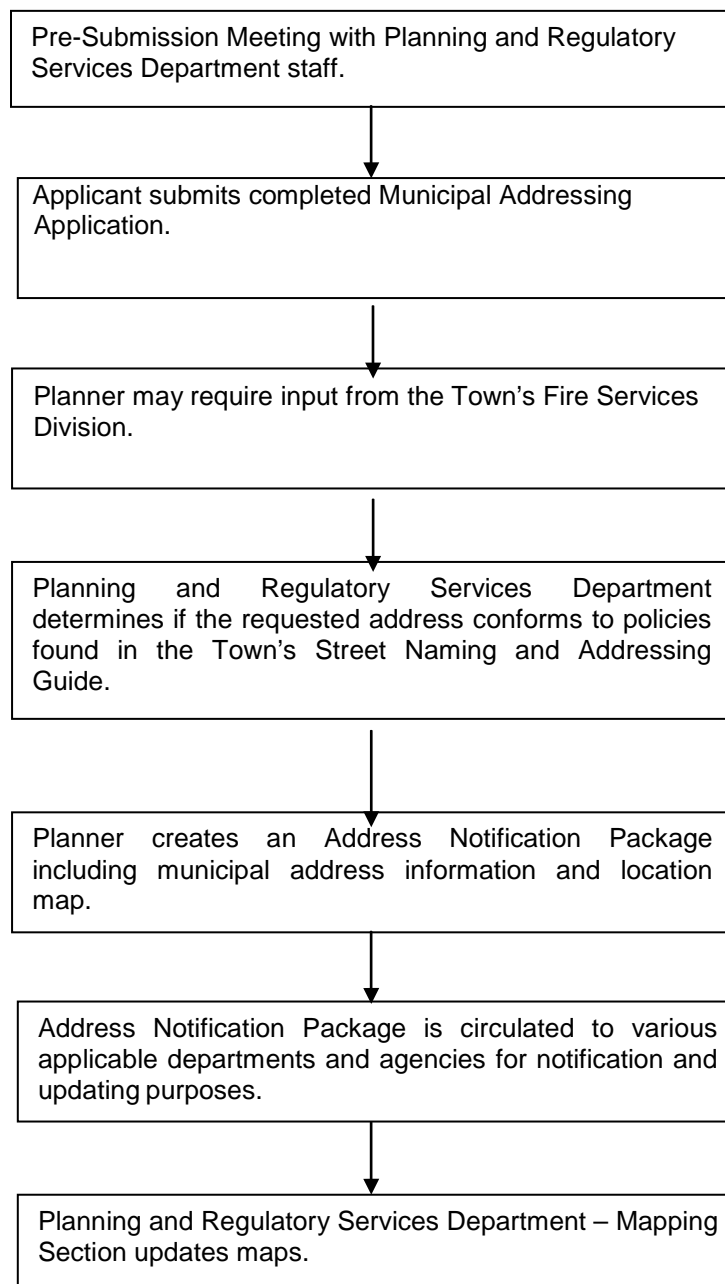 Pre-Submission Meeting with Planning and Regulatory
Services Department staff.
Applicant submits completed Municipal Addressing
Application.
Planner may require input from the Town’s Fire Services
Division.
Planning and Regulatory Services Department
determines if the requested address conforms to policies
found in the Town’s Street Naming and Addressing
Guide.
Planner creates an Address Notification Package
including municipal address information and location
map.
Address Notification Package is circulated to various
applicable departments and agencies for notification and
updating purposes.
Planning and Regulatory Services Department – Mapping
Section updates maps.